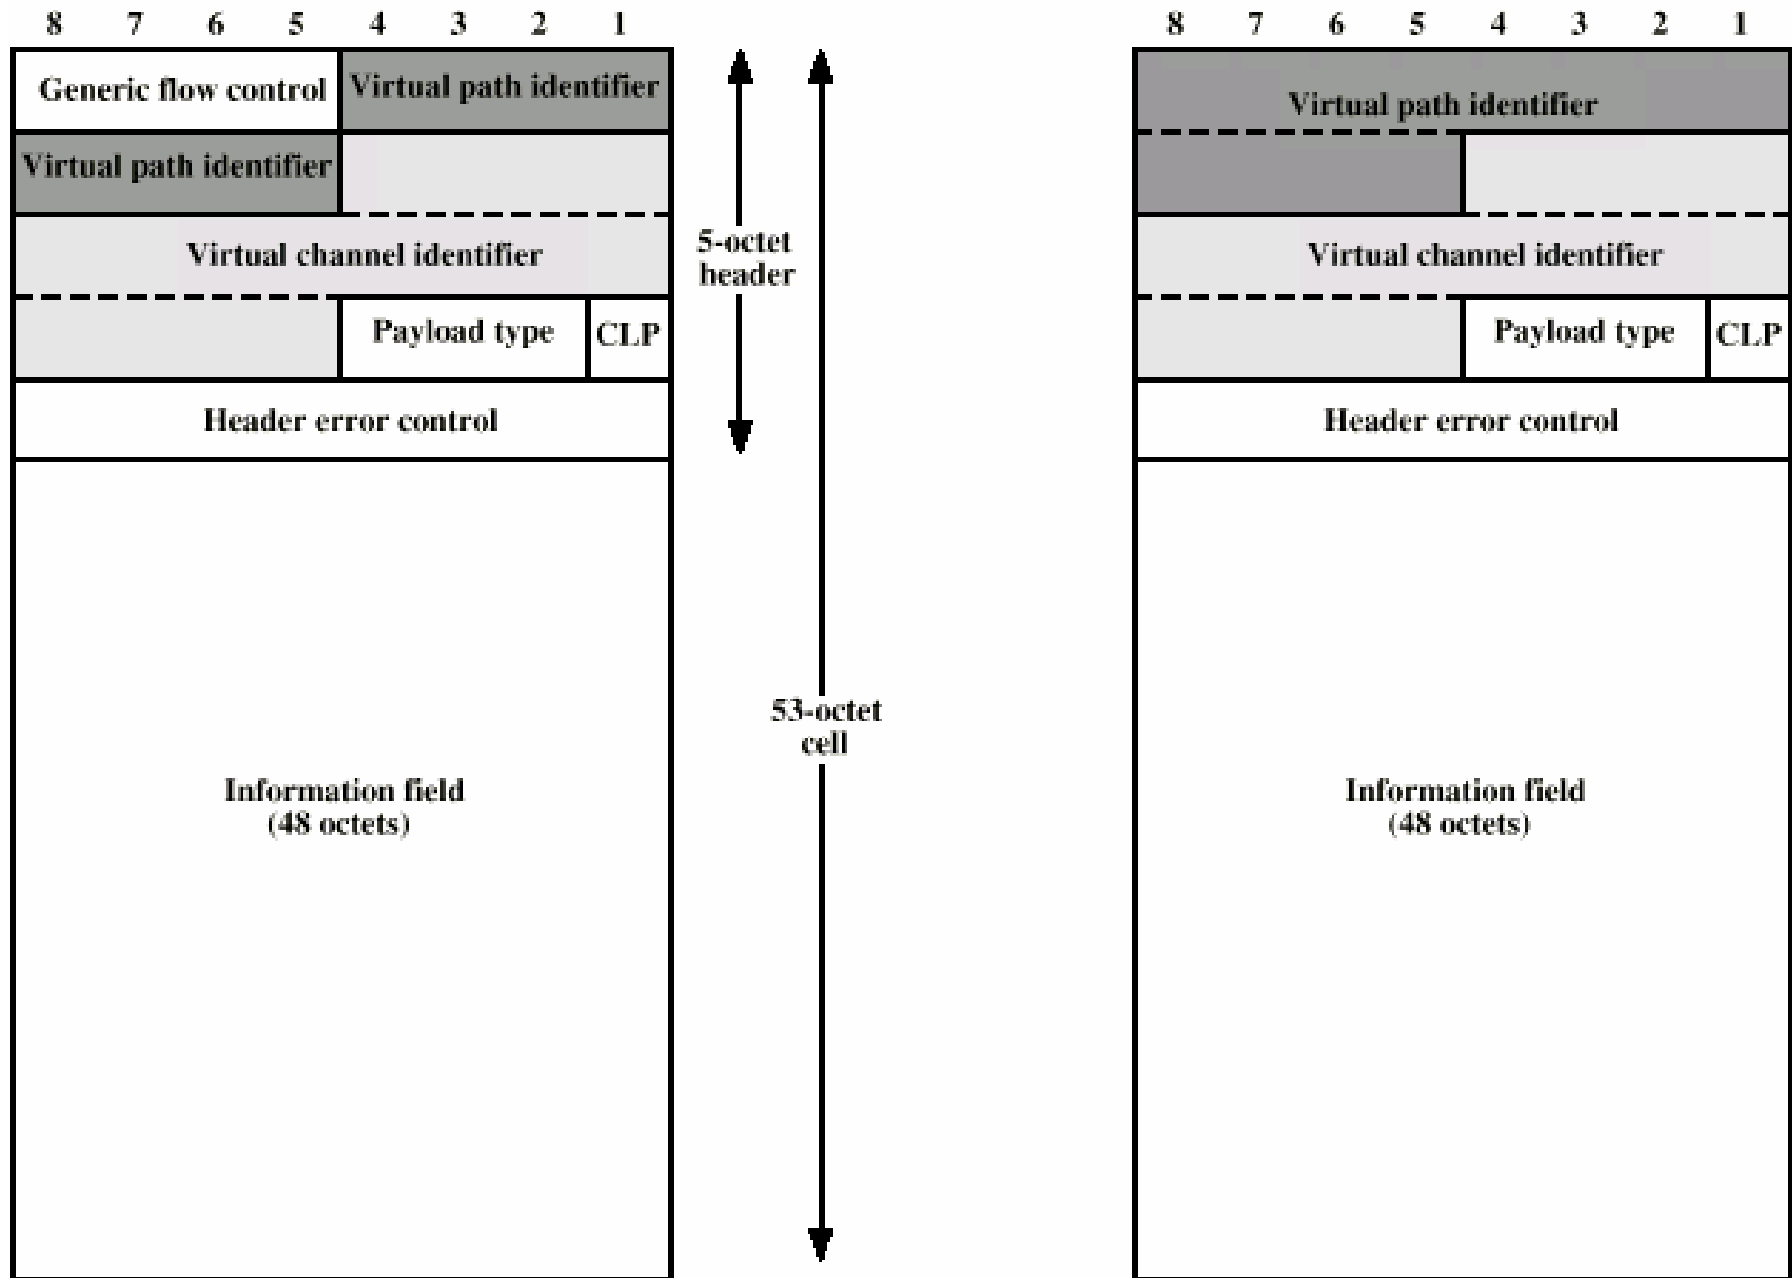 8 7 6 5 4 3 2 1
Generic flow control
Virtual path identifier
Virtual path identifier
Virtual channel identifier
Payload type
CLP
Header error control
Information field
(48 octets)
5-octet
header
53-octet
cell
8 7 6 5 4 3 2 1
Virtual path identifier
Virtual channel identifier
Payload type
CLP
Header error control
Information field
(48 octets)